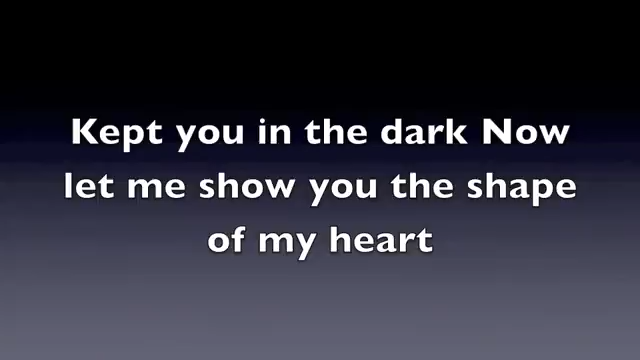 Kept you in the dark Now
let me show you the shape
of my heart